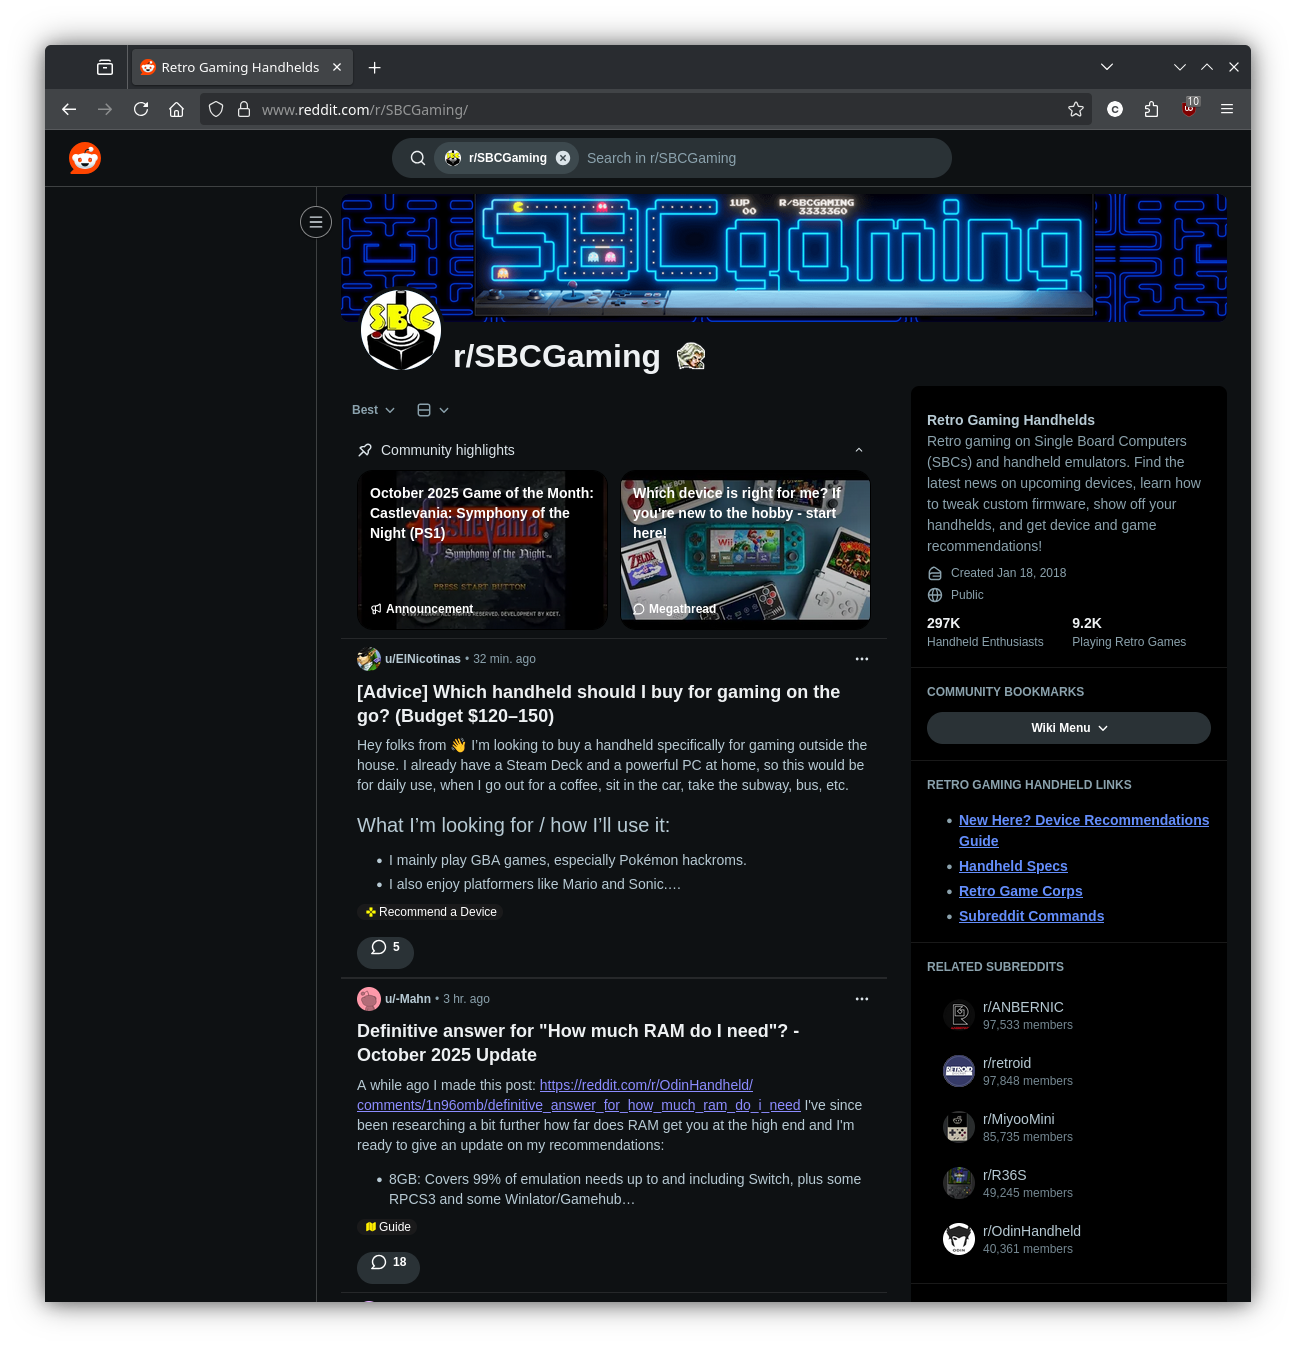 Retro Gaming Handhelds
www.reddit.com/r/SBCGaming/
10
r/SBCGaming
Search in r/SBCGaming
1UP R/SBCGAMING
00 3333360
SBCgaming
SBC
r/SBCGaming
Best
Community highlights
October 2025 Game of the Month:
Castlevania: Symphony of the
Night (PS1)
Castlevania
Symphony of the Night™
PRESS START BUTTON
RESERVED. DEVELOPMENT BY KCET.
Announcement
Which device is right for me? If
you're new to the hobby - start
here!
Wii
ZELDA
Megathread
u/ElNicotinas • 32 min. ago
[Advice] Which handheld should I buy for gaming on the
go? (Budget $120–150)
Hey folks from 👋 I’m looking to buy a handheld specifically for gaming outside the
house. I already have a Steam Deck and a powerful PC at home, so this would be
for daily use, when I go out for a coffee, sit in the car, take the subway, bus, etc.
What I’m looking for / how I’ll use it:
• I mainly play GBA games, especially Pokémon hackroms.
• I also enjoy platformers like Mario and Sonic.…
Recommend a Device
5
u/-Mahn • 3 hr. ago
Definitive answer for "How much RAM do I need"? -
October 2025 Update
A while ago I made this post: https://reddit.com/r/OdinHandheld/
comments/1n96omb/definitive_answer_for_how_much_ram_do_i_need I've since
been researching a bit further how far does RAM get you at the high end and I'm
ready to give an update on my recommendations:
• 8GB: Covers 99% of emulation needs up to and including Switch, plus some
RPCS3 and some Winlator/Gamehub…
Guide
18
Retro Gaming Handhelds
Retro gaming on Single Board Computers
(SBCs) and handheld emulators. Find the
latest news on upcoming devices, learn how
to tweak custom firmware, show off your
handhelds, and get device and game
recommendations!
Created Jan 18, 2018
Public
297K 9.2K
Handheld Enthusiasts Playing Retro Games
COMMUNITY BOOKMARKS
Wiki Menu
RETRO GAMING HANDHELD LINKS
• New Here? Device Recommendations
Guide
• Handheld Specs
• Retro Game Corps
• Subreddit Commands
RELATED SUBREDDITS
r/ANBERNIC
97,533 members
RETROID
r/retroid
97,848 members
r/MiyooMini
85,735 members
r/R36S
49,245 members
ODIN
r/OdinHandheld
40,361 members